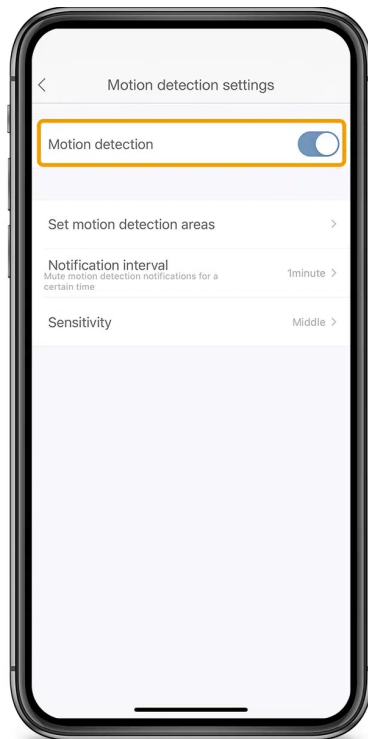 Motion detection settings
Motion detection
Set motion detection areas
Notification interval
Mute motion detection notifications for a
certain time
1minute
Sensitivity
Middle